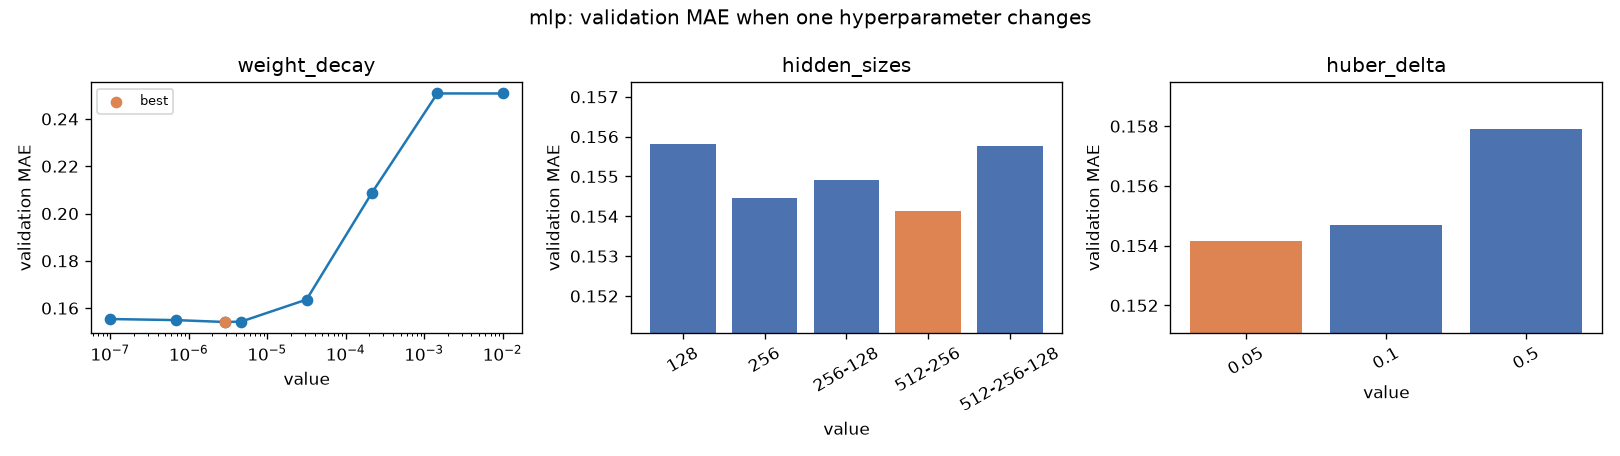 mlp: validation MAE when one hyperparameter changes
weight_decay
best
validation MAE
0.24
0.22
0.20
0.18
0.16
10⁻⁷ 10⁻⁶ 10⁻⁵ 10⁻⁴ 10⁻³ 10⁻²
value
hidden_sizes
validation MAE
0.157
0.156
0.155
0.154
0.153
0.152
128 256 256-128 512-256 512-256-128
value
huber_delta
validation MAE
0.158
0.156
0.154
0.152
0.05 0.1 0.5
value